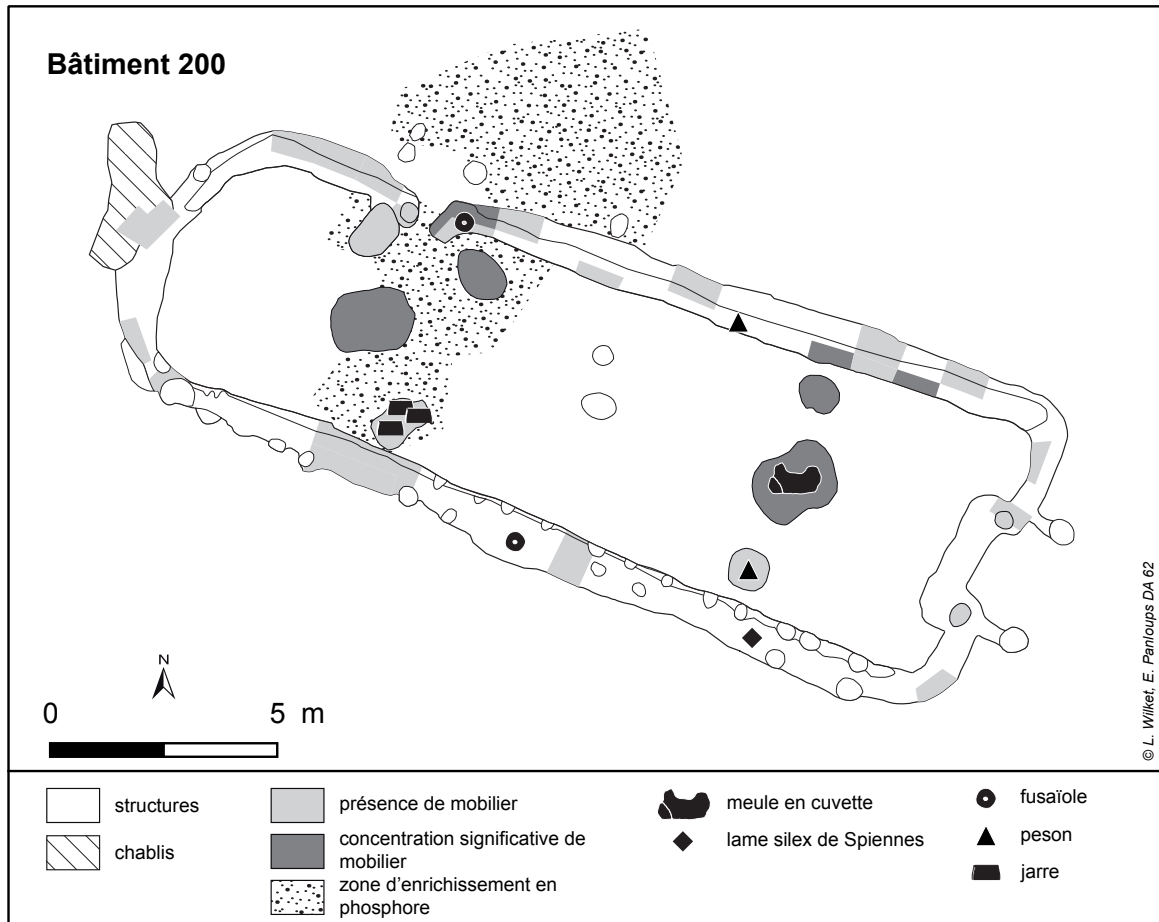 Bâtiment 200
N
0 5 m
© L. Wilket, E. Panloups DA 62
structures
chablis
présence de mobilier
concentration significative de
mobilier
zone d'enrichissement en
phosphore
meule en cuvette
lame silex de Spiennes
fusaïole
peson
jarre